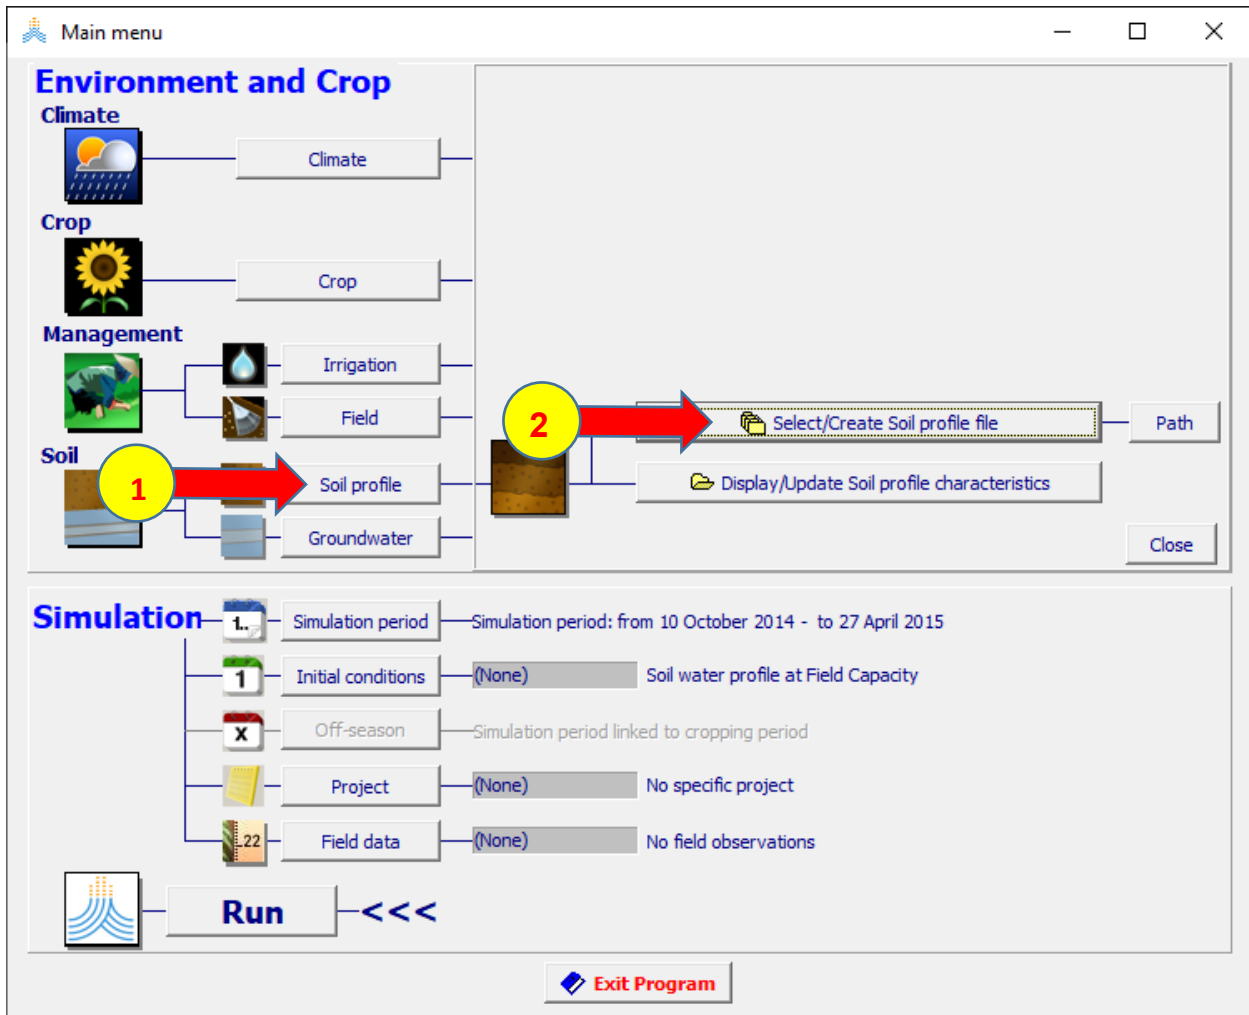 Main menu
Environment and Crop
Climate
Climate
Crop
Crop
Management
Irrigation
Field
Soil
1
Soil profile
Groundwater
2
Select/Create Soil profile file
Path
Display/Update Soil profile characteristics
Close
Simulation
1..
Simulation period
Simulation period: from 10 October 2014 - to 27 April 2015
1
Initial conditions
(None)
Soil water profile at Field Capacity
X
Off-season
Simulation period linked to cropping period
Project
(None)
No specific project
.22
Field data
(None)
No field observations
Run
<<<
Exit Program